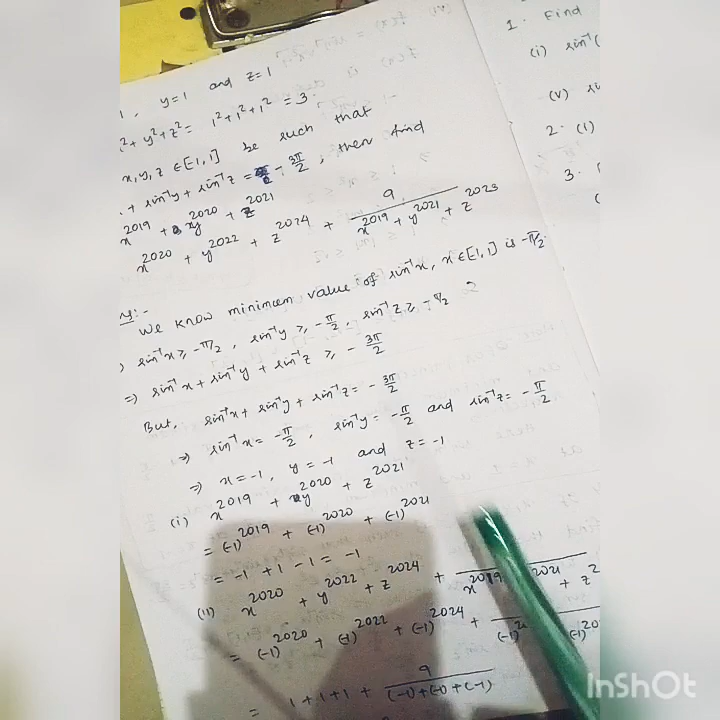 1, y=1 and z=1
x²+y²+z² = 1²+1²+1² = 3.
x, y, z ∈ [-1, 1] be such that
+ sin⁻¹y + sin⁻¹z = -3π/2, then find
x²⁰¹⁹ + y²⁰²⁰ + z²⁰²¹
x²⁰²⁰ + y²⁰²² + z²⁰²⁴ + 9/(x²⁰¹⁹ + y²⁰²¹ + z²⁰²³)
:-
We know minimum value of sin⁻¹x, x ∈ [-1, 1] is -π/2.
sin⁻¹x ≥ -π/2, sin⁻¹y ≥ -π/2, sin⁻¹z ≥ -π/2
⇒ sin⁻¹x + sin⁻¹y + sin⁻¹z ≥ -3π/2
But, sin⁻¹x + sin⁻¹y + sin⁻¹z = -3π/2
⇒ sin⁻¹x = -π/2, sin⁻¹y = -π/2 and sin⁻¹z = -π/2
⇒ x = -1, y = -1 and z = -1
(i) x²⁰¹⁹ + y²⁰²⁰ + z²⁰²¹
= (-1)²⁰¹⁹ + (-1)²⁰²⁰ + (-1)²⁰²¹
= -1 + 1 - 1 = -1
(ii) x²⁰²⁰ + y²⁰²² + z²⁰²⁴ +
= (-1)²⁰²⁰ + (-1)²⁰²² + (-1)²⁰²⁴ +
= 1 + 1 + 1 + 9/((-1)+(-1)+(-1)
1. Find
(i) sin⁻¹(
(v) si
2. (i)
3.
InShOt